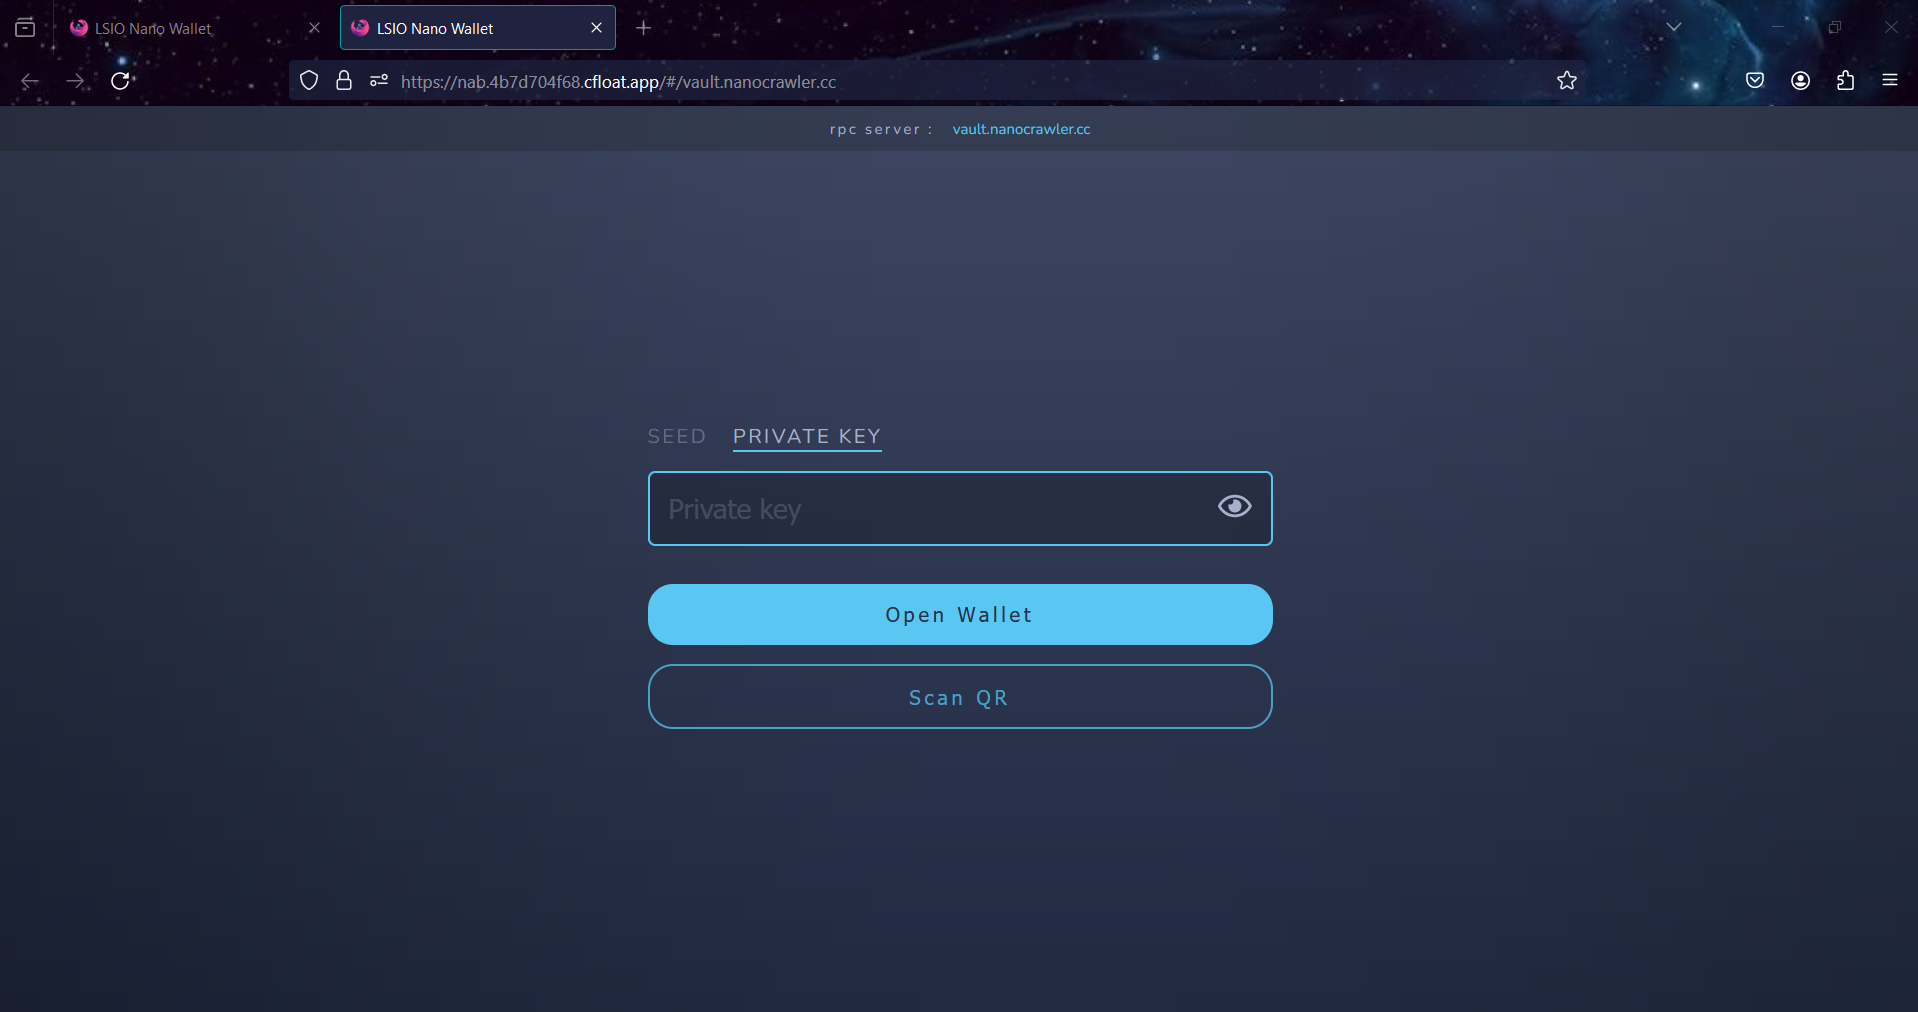 LSIO Nano Wallet
LSIO Nano Wallet
https://nab.4b7d704f68.cfloat.app/#/vault.nanocrawler.cc
rpc server : vault.nanocrawler.cc
SEED PRIVATE KEY
Private key
Open Wallet
Scan QR